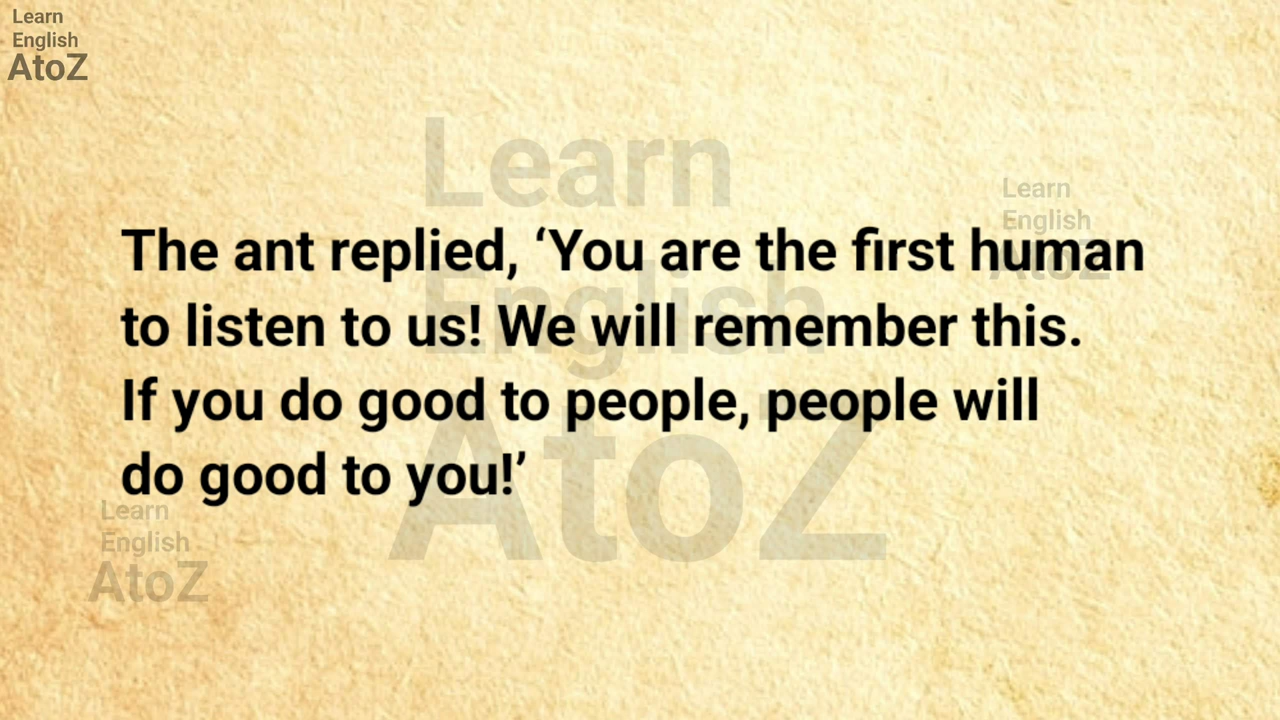 Learn
English
AtoZ
Learn
Learn
English
AtoZ
The ant replied, ‘You are the first human
English
to listen to us! We will remember this.
If you do good to people, people will
AtoZ
do good to you!’
Learn
English
AtoZ